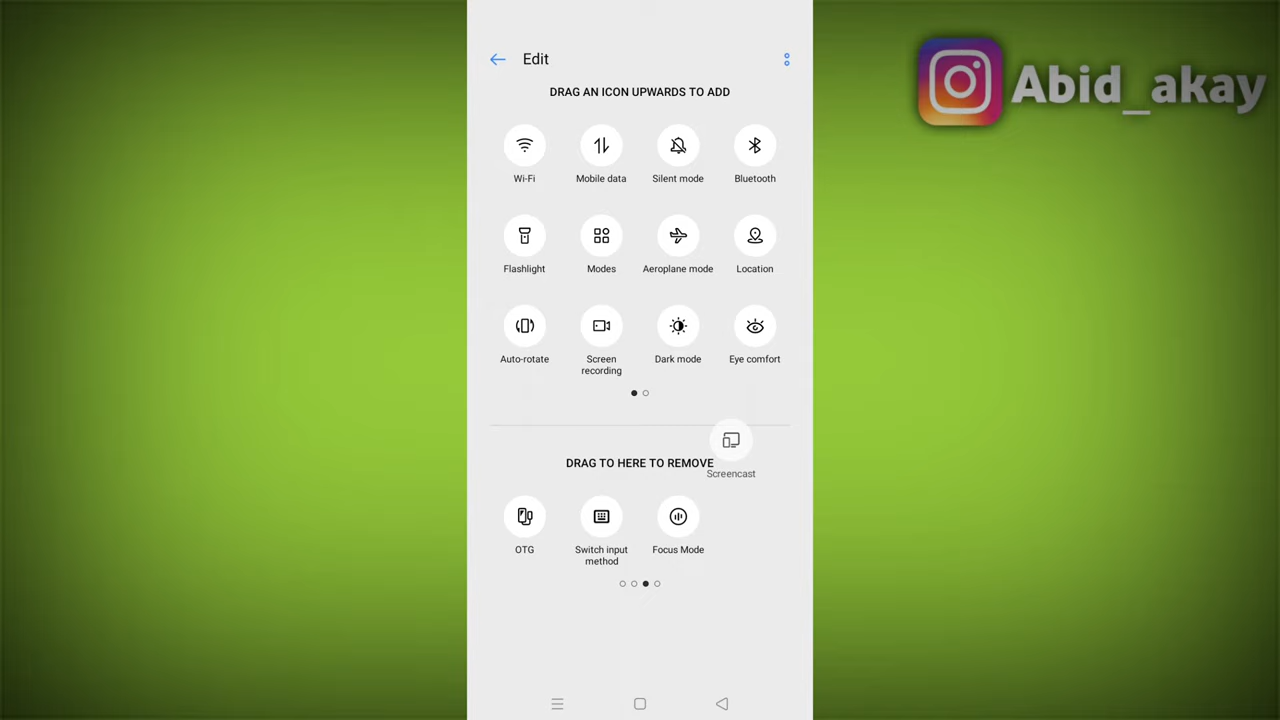 Edit
Abid_akay
DRAG AN ICON UPWARDS TO ADD
Wi-Fi
Mobile data
Silent mode
Bluetooth
Flashlight
Modes
Aeroplane mode
Location
Auto-rotate
Screen
recording
Dark mode
Eye comfort
DRAG TO HERE TO REMOVE
Screencast
OTG
Switch input
method
Focus Mode